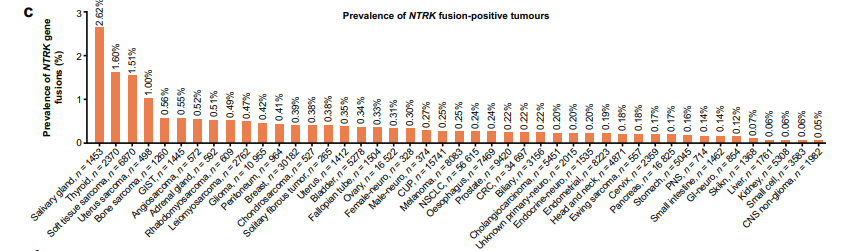 c
Prevalence of NTRK fusion-positive tumours
Prevalence of NTRK gene
fusions (%)
3
2
1
0
2.62%
1.60%
1.51%
1.00%
0.56%
0.55%
0.52%
0.51%
0.49%
0.47%
0.42%
0.41%
0.39%
0.38%
0.38%
0.35%
0.34%
0.33%
0.31%
0.30%
0.27%
0.25%
0.25%
0.24%
0.24%
0.22%
0.22%
0.22%
0.20%
0.20%
0.20%
0.19%
0.18%
0.18%
0.17%
0.17%
0.16%
0.14%
0.14%
0.12%
0.07%
0.06%
0.06%
0.06%
0.05%
Salivary gland, n = 1453
Thyroid, n = 2370
Soft tissue sarcoma, n = 6870
Uterus sarcoma, n = 498
Bone sarcoma, n = 1260
GIST, n = 1445
Angiosarcoma, n = 572
Adrenal gland, n = 592
Rhabdomyosarcoma, n = 609
Leiomyosarcoma, n = 2762
Glioma, n = 10 955
Peritoneum, n = 964
Breast, n = 30182
Chondrosarcoma, n = 527
Solitary fibrous tumour, n = 265
Uterus, n = 1412
Bladder, n = 5278
Fallopian tube, n = 1504
Ovary, n = 16 522
Female-neuro, n = 328
Male-neuro, n = 374
CUP, n = 15741
Melanoma, n = 8083
NSCLC, n = 56 615
Oesophagus, n = 7469
Prostate, n = 9420
CRC, n = 34 697
Biliary, n = 3156
Cholangiocarcinoma, n = 5451
Unknown primary-neuro, n = 2015
Endocrine-neuro, n = 1535
Endometrial, n = 8223
Head and neck, n = 4871
Ewing sarcoma, n = 557
Cervix, n = 2359
Pancreas, n = 16 825
Stomach, n = 5045
PNS, n = 714
Small intestine, n = 1462
GI-neuro, n = 854
Skin, n = 1368
Liver, n = 1761
Kidney, n = 5308
Small cell, n = 3561
CNS non-glioma, n = 1982